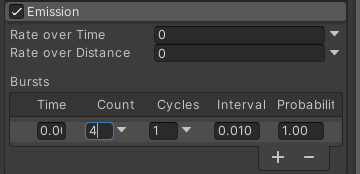 Emission
Rate over Time 0
Rate over Distance 0
Bursts
Time Count Cycles Interval Probabilit
0.0 4 1 0.010 1.00